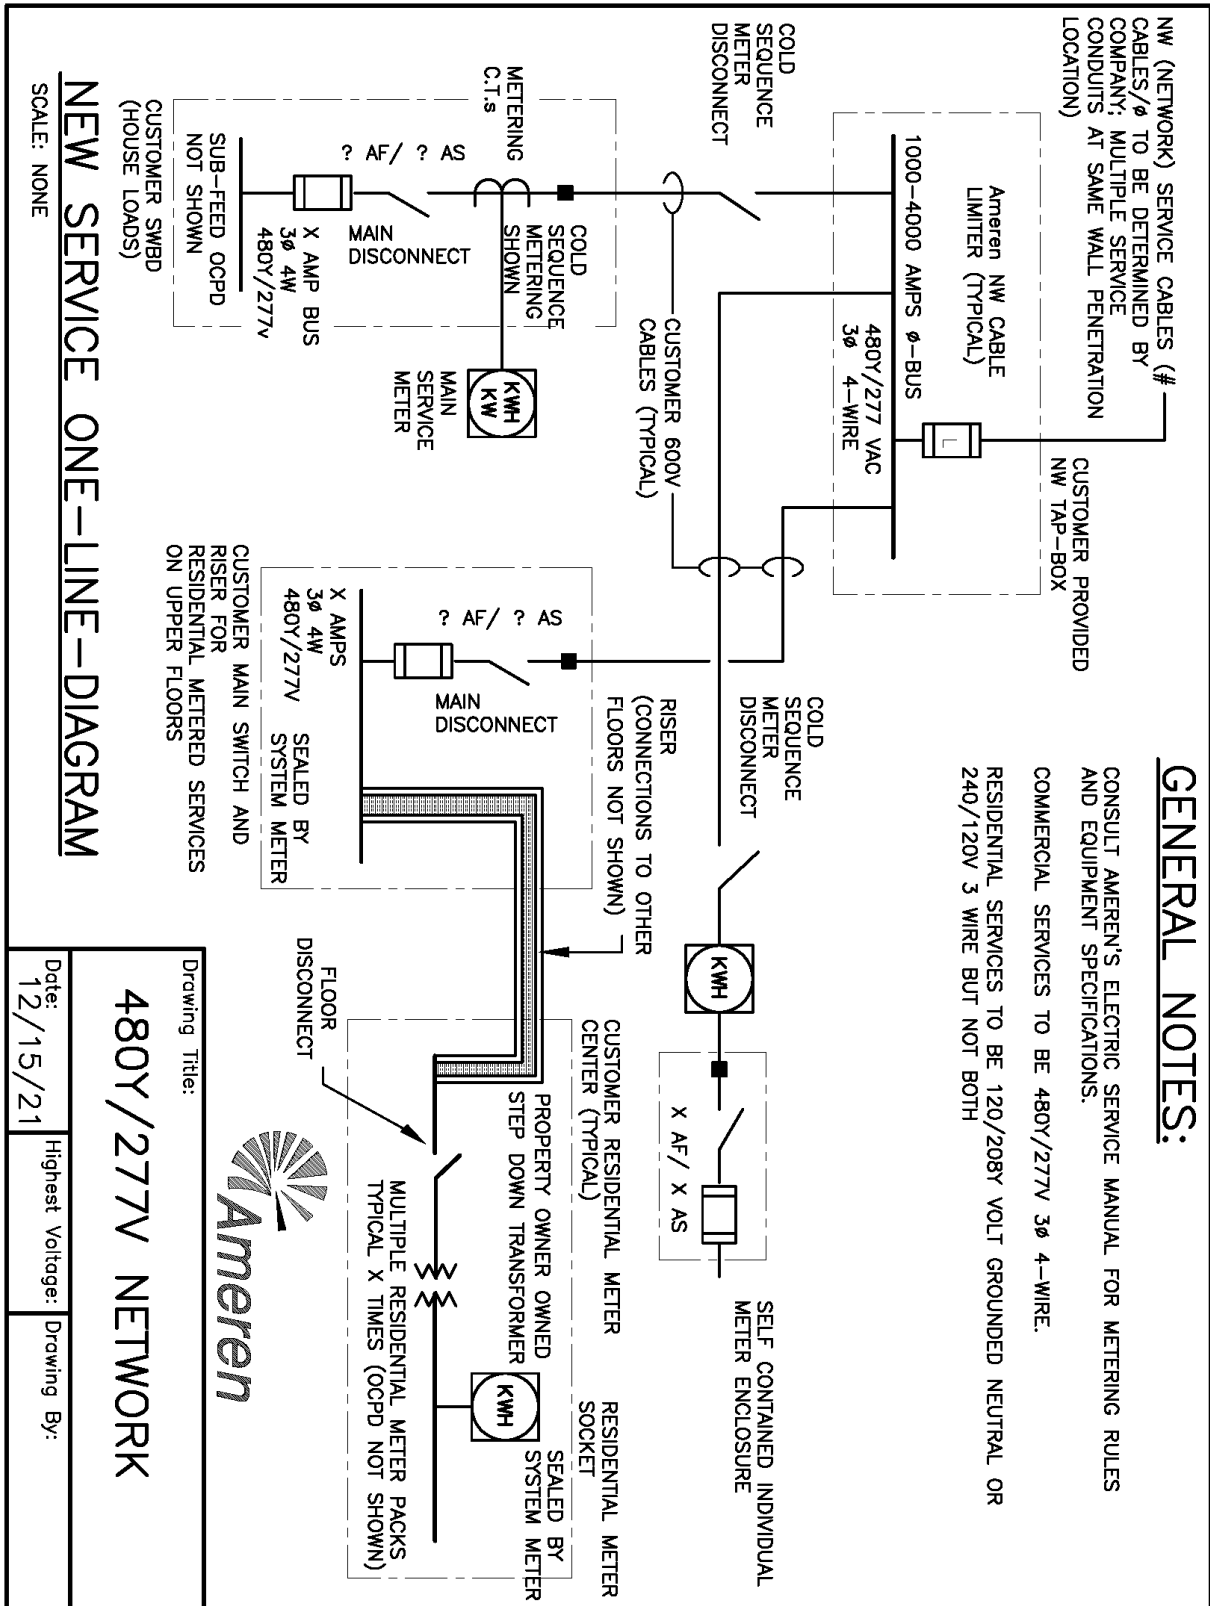 NW (NETWORK) SERVICE CABLES (#
CABLES/ø TO BE DETERMINED BY
COMPANY; MULTIPLE SERVICE
CONDUITS AT SAME WALL PENETRATION
LOCATION)
CUSTOMER PROVIDED
NW TAP-BOX
Ameren NW CABLE
LIMITER (TYPICAL)
L
1000-4000 AMPS ø-BUS
480Y/277 VAC
3ø 4-WIRE
COLD
SEQUENCE
METER
DISCONNECT
CUSTOMER 600V
CABLES (TYPICAL)
COLD
SEQUENCE
METER
DISCONNECT
KWH
X AF/ X AS
SELF CONTAINED INDIVIDUAL
METER ENCLOSURE
METERING
C.T.s
COLD
SEQUENCE
METERING
SHOWN
KWH
KW
MAIN
SERVICE
METER
? AF/ ? AS
MAIN
DISCONNECT
X AMP BUS
3ø 4W
480Y/277v
SUB-FEED OCPD
NOT SHOWN
CUSTOMER SWBD
(HOUSE LOADS)
RISER
(CONNECTIONS TO OTHER
FLOORS NOT SHOWN)
? AF/ ? AS
MAIN
DISCONNECT
X AMPS
3ø 4W
480Y/277V
SEALED BY
SYSTEM METER
CUSTOMER MAIN SWITCH AND
RISER FOR
RESIDENTIAL METERED SERVICES
ON UPPER FLOORS
CUSTOMER RESIDENTIAL METER
CENTER (TYPICAL)
PROPERTY OWNER OWNED
STEP DOWN TRANSFORMER
FLOOR
DISCONNECT
RESIDENTIAL METER
SOCKET
KWH
SEALED BY
SYSTEM METER
MULTIPLE RESIDENTIAL METER PACKS
TYPICAL X TIMES (OCPD NOT SHOWN)
GENERAL NOTES:
CONSULT AMEREN'S ELECTRIC SERVICE MANUAL FOR METERING RULES
AND EQUIPMENT SPECIFICATIONS.
COMMERCIAL SERVICES TO BE 480Y/277V 3ø 4-WIRE.
RESIDENTIAL SERVICES TO BE 120/208Y VOLT GROUNDED NEUTRAL OR
240/120V 3 WIRE BUT NOT BOTH
NEW SERVICE ONE-LINE-DIAGRAM
SCALE: NONE
Ameren
Drawing Title:
480Y/277V NETWORK
Date:
12/15/21
Highest Voltage:
Drawing By: